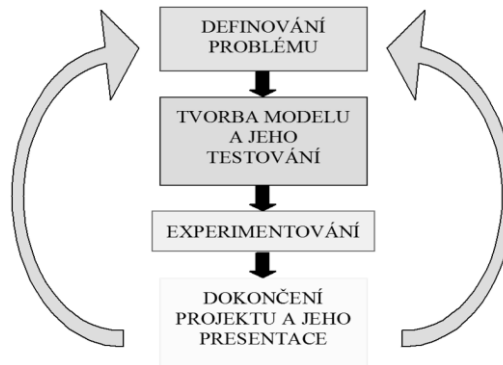 DEFINOVÁNÍ
PROBLÉMU
TVORBA MODELU
A JEHO
TESTOVÁNÍ
EXPERIMENTOVÁNÍ
DOKONČENÍ
PROJEKTU A JEHO
PRESENTACE